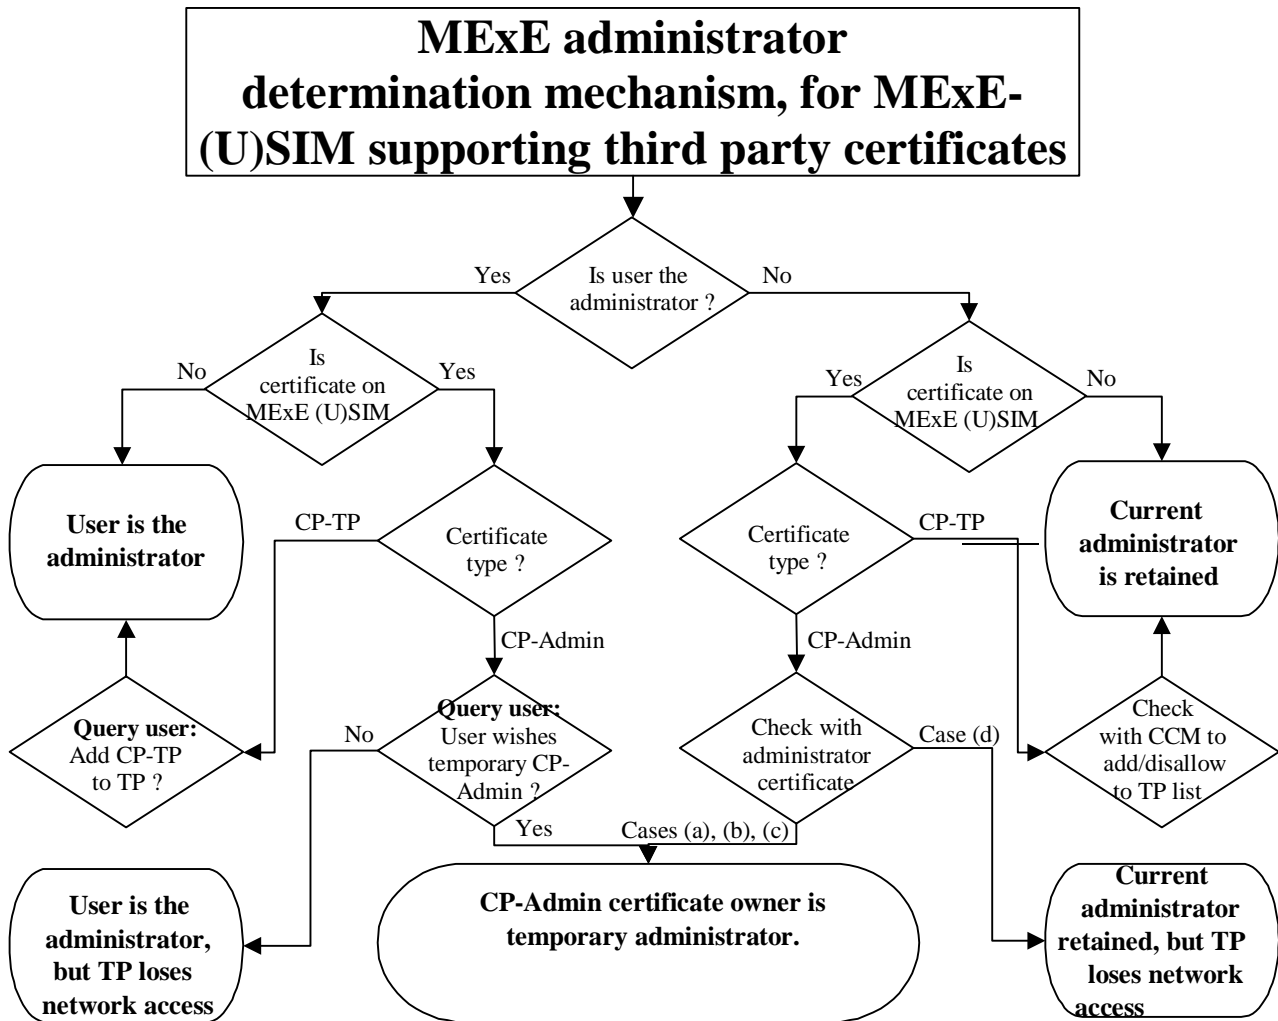 MExE administrator
determination mechanism, for MExE-
(U)SIM supporting third party certificates
Is user the
administrator ?
Yes
No
Is
certificate on
MExE (U)SIM
No
Yes
Is
certificate on
MExE (U)SIM
Yes
No
User is the
administrator
CP-TP
Certificate
type ?
Certificate
type ?
CP-TP
Current
administrator
is retained
CP-Admin
CP-Admin
Query user:
Add CP-TP
to TP ?
No
Query user:
User wishes
temporary CP-
Admin ?
Check with
administrator
certificate
Case (d)
Check
with CCM to
add/disallow
to TP list
Yes
Cases (a), (b), (c)
User is the
administrator,
but TP loses
network access
CP-Admin certificate owner is
temporary administrator.
Current
administrator
retained, but TP
loses network
access